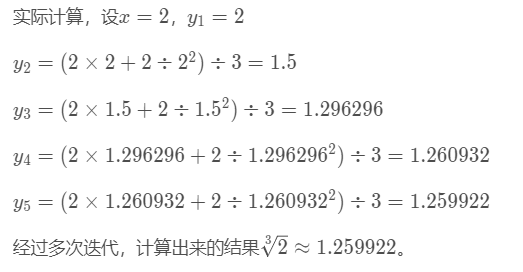 实际计算，设x = 2，y₁ = 2
y₂ = (2 × 2 + 2 ÷ 2²) ÷ 3 = 1.5
y₃ = (2 × 1.5 + 2 ÷ 1.5²) ÷ 3 = 1.296296
y₄ = (2 × 1.296296 + 2 ÷ 1.296296²) ÷ 3 = 1.260932
y₅ = (2 × 1.260932 + 2 ÷ 1.260932²) ÷ 3 = 1.259922
经过多次迭代，计算出来的结果∛2 ≈ 1.259922。